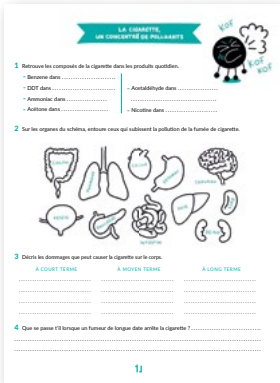 LA CIGARETTE,
UN CONCENTRÉ DE POLLUANTS
KOF
KOF
KOF
1 Retrouve les composés de la cigarette dans les produits quotidien.
- Benzene dans
- DDT dans
- Ammoniac dans
- Acétone dans
- Acétaldéhyde dans
- Nicotine dans
2 Sur les organes du schéma, entoure ceux qui subissent la pollution de la fumée de cigarette.
VESSIE
INTESTIN
3 Décris les dommages que peut causer la cigarette sur le corps.
À COURT TERME
À MOYEN TERME
À LONG TERME
4 Que se passe t'il lorsque un fumeur de longue date arrête la cigarette ?